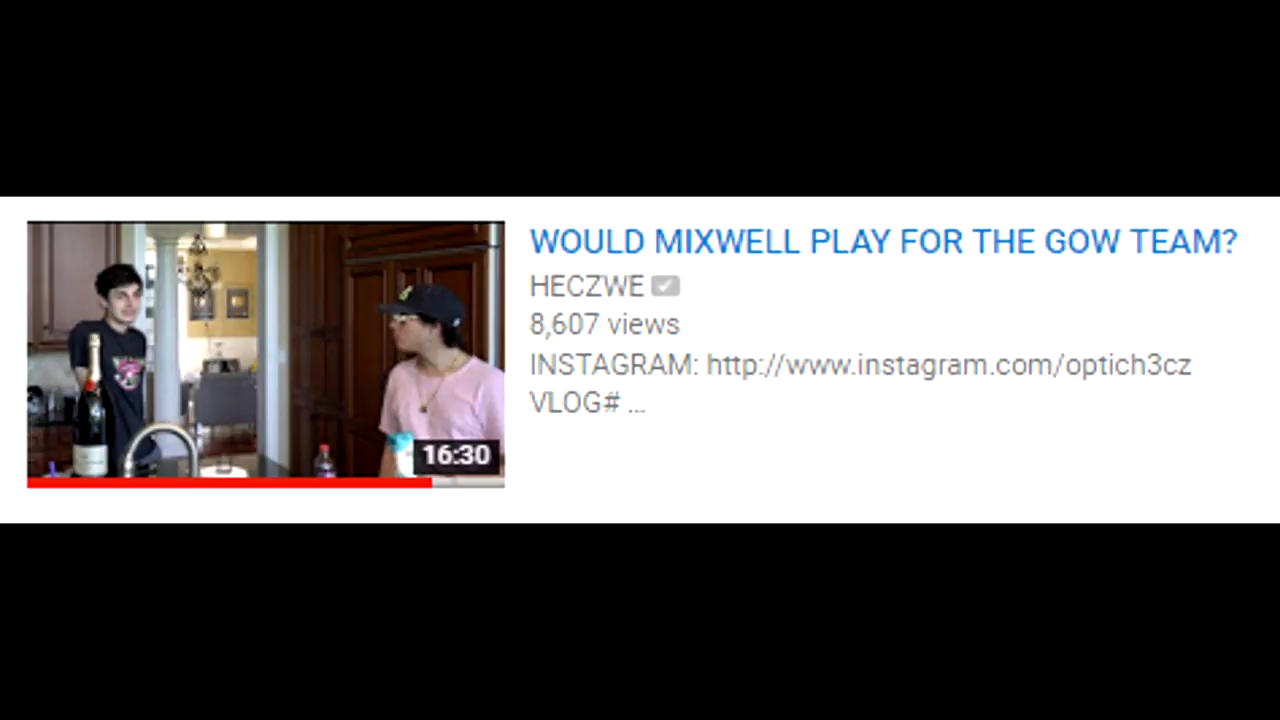 WOULD MIXWELL PLAY FOR THE GOW TEAM?
HECZWE
8,607 views
INSTAGRAM: http://www.instagram.com/optich3cz
VLOG# ...
16:30